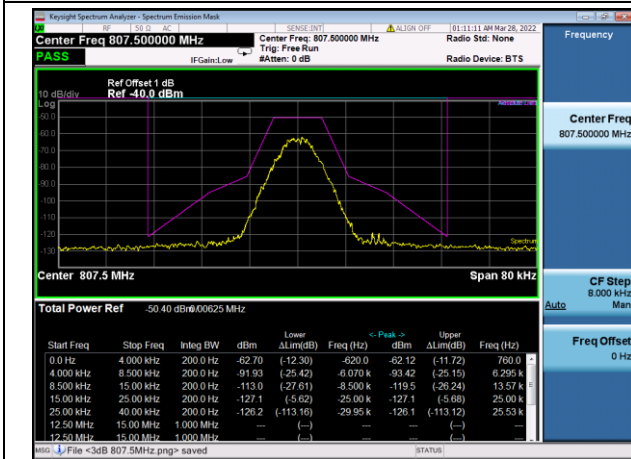 Keysight Spectrum Analyzer - Spectrum Emission Mask
RF 50 Ω AC SENSE:INT ALIGN OFF 01:11:11 AM Mar 28, 2022
Center Freq 807.500000 MHz Center Freq: 807.500000 MHz Radio Std: None Frequency
Trig: Free Run
PASS IFGain:Low #Atten: 0 dB Radio Device: BTS
Ref Offset 1 dB
10 dB/div Ref -40.0 dBm
Log
-50.0
-60.0
-70.0
-80.0
-90.0
-100
-110
-120
-130
Spectrum
Center 807.5 MHz Span 80 kHz
Center Freq
807.500000 MHz
CF Step
8.000 kHz
Auto Man
Freq Offset
0 Hz
Total Power Ref -50.40 dBm/0.00625 MHz
Lower <- Peak -> Upper
Start Freq Stop Freq Integ BW dBm ΔLim(dB) Freq (Hz) dBm ΔLim(dB) Freq (Hz)
0.0 Hz 4.000 kHz 200.0 Hz -62.70 (-12.30) -620.0 -62.12 (-11.72) 760.0
4.000 kHz 8.500 kHz 200.0 Hz -91.93 (-25.42) -6.070 k -93.42 (-25.15) 6.295 k
8.500 kHz 15.00 kHz 200.0 Hz -113.0 (-27.61) -8.500 k -119.5 (-26.24) 13.57 k
15.00 kHz 25.00 kHz 200.0 Hz -127.1 (-5.62) -25.00 k -127.1 (-5.68) 25.00 k
25.00 kHz 40.00 kHz 200.0 Hz -126.2 (-113.16) -29.95 k -126.1 (-113.12) 25.53 k
12.50 MHz 15.00 MHz 1.000 MHz --- (---) --- --- (---) ---
12.50 MHz 15.00 MHz 1.000 MHz --- (---) --- --- (---) ---
MSG File <3dB 807.5MHz.png> saved STATUS